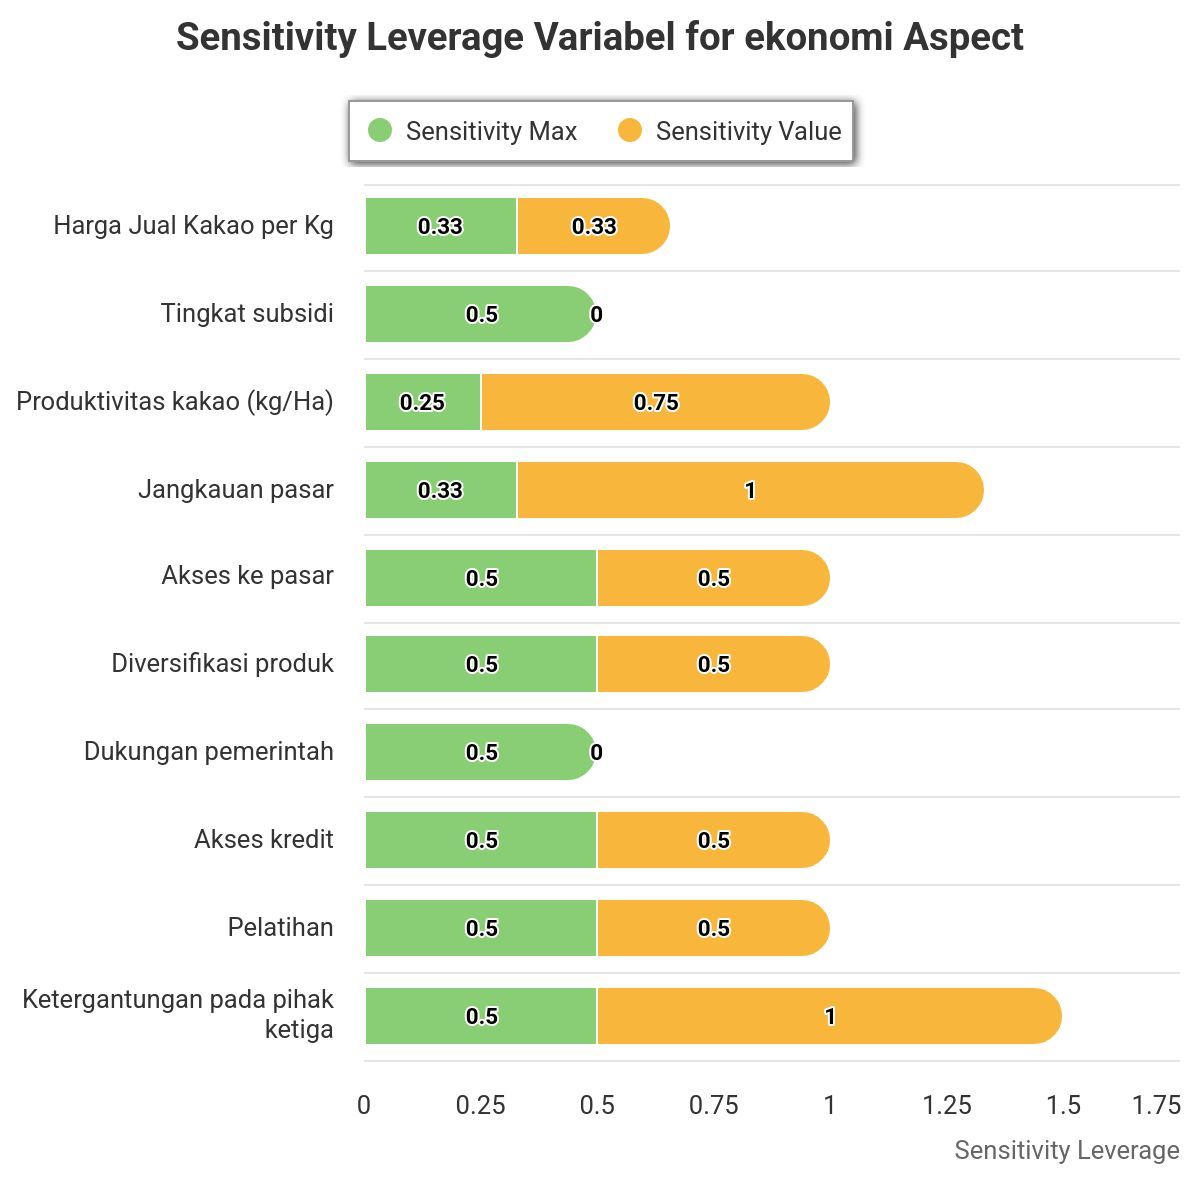 Sensitivity Leverage Variabel for ekonomi Aspect
Sensitivity Max Sensitivity Value
Harga Jual Kakao per Kg 0.33 0.33
Tingkat subsidi 0.5 0
Produktivitas kakao (kg/Ha) 0.25 0.75
Jangkauan pasar 0.33 1
Akses ke pasar 0.5 0.5
Diversifikasi produk 0.5 0.5
Dukungan pemerintah 0.5 0
Akses kredit 0.5 0.5
Pelatihan 0.5 0.5
Ketergantungan pada pihak
ketiga 0.5 1
0 0.25 0.5 0.75 1 1.25 1.5 1.75
Sensitivity Leverage